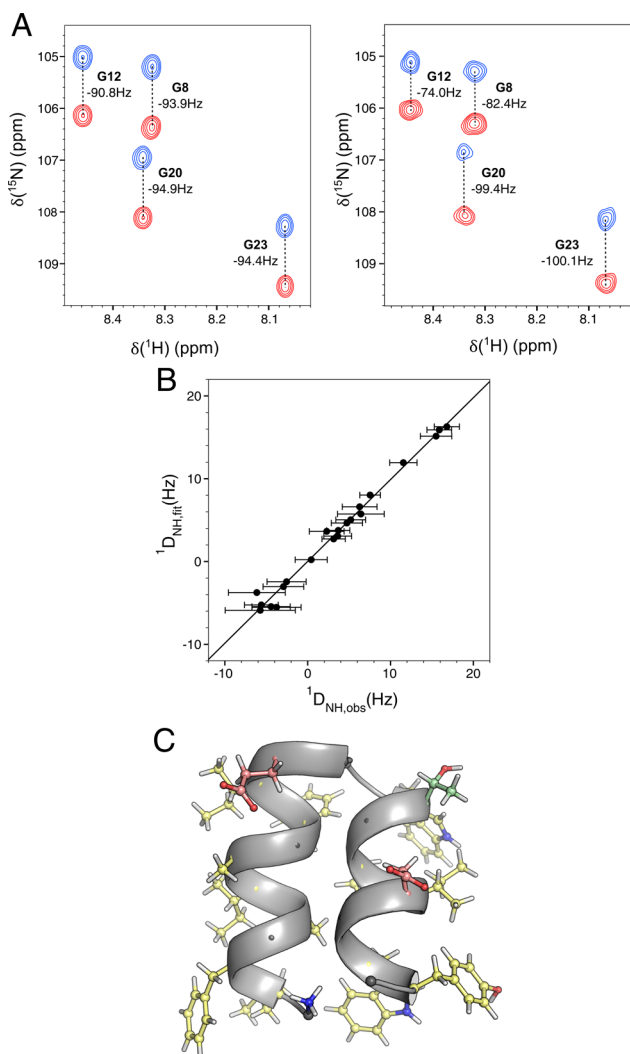 A
G12
-90.8Hz
G8
-93.9Hz
G20
-94.9Hz
G23
-94.4Hz
105
106
107
108
109
δ(¹⁵N) (ppm)
8.4 8.3 8.2 8.1
δ(¹H) (ppm)
G12
-74.0Hz
G8
-82.4Hz
G20
-99.4Hz
G23
-100.1Hz
105
106
107
108
109
δ(¹⁵N) (ppm)
8.4 8.3 8.2 8.1
δ(¹H) (ppm)
B
20
10
0
-10
¹D_NH,fit(Hz)
-10 0 10 20
¹D_NH,obs(Hz)
C